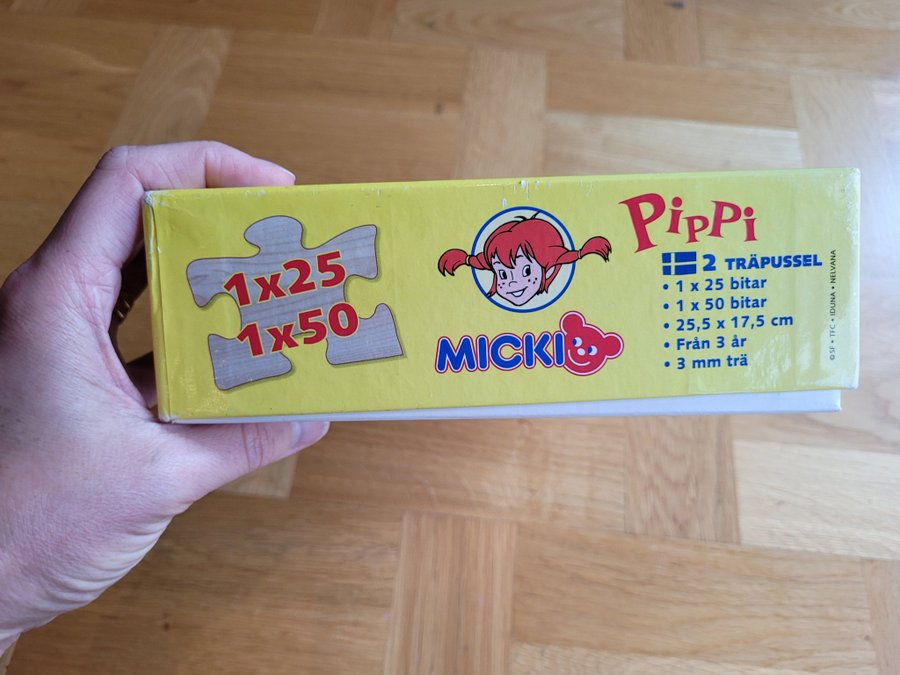 1x25
1x50
MICKI
PiPPi
2 TRÄPUSSEL
• 1 x 25 bitar
• 1 x 50 bitar
• 25,5 x 17,5 cm
• Från 3 år
• 3 mm trä
© SF • TFC • IDUNA • NELVANA